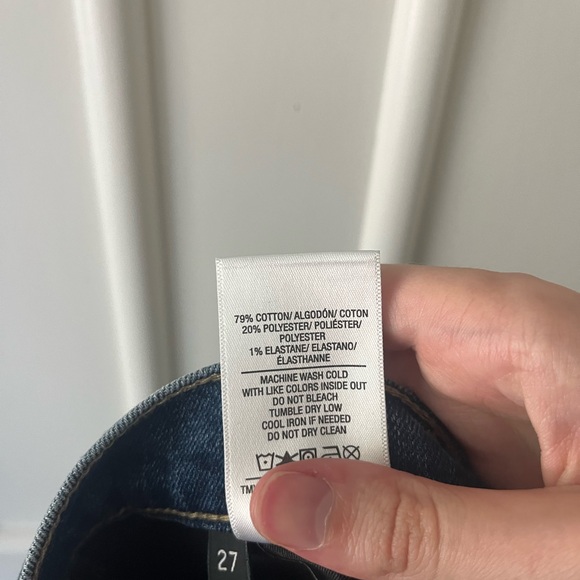 79% COTTON/ ALGODÓN/ COTON
20% POLYESTER/ POLIÉSTER/
POLYESTER
1% ELASTANE/ ELASTANO/
ÉLASTHANNE
MACHINE WASH COLD
WITH LIKE COLORS INSIDE OUT
DO NOT BLEACH
TUMBLE DRY LOW
COOL IRON IF NEEDED
DO NOT DRY CLEAN
TM
27